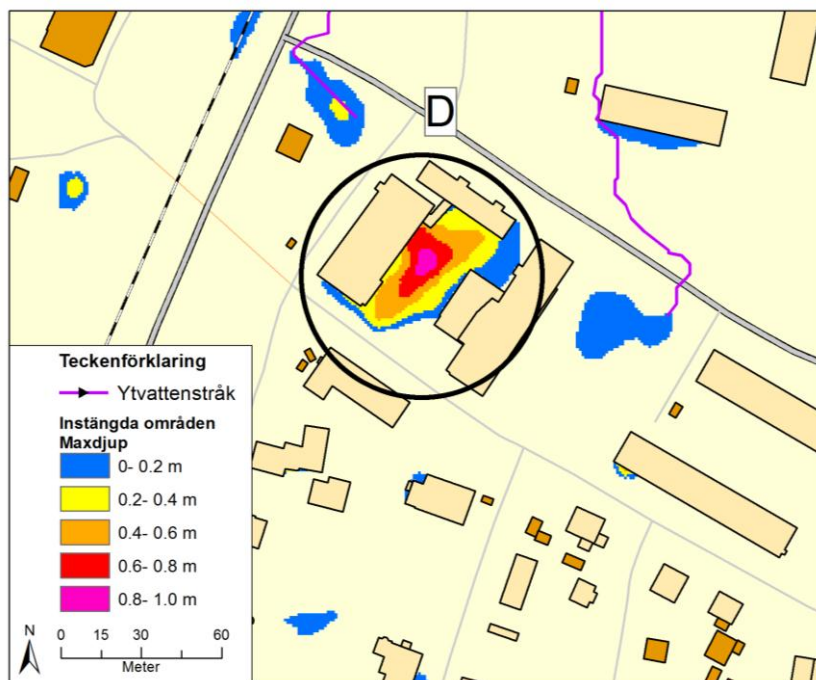 D
Teckenförklaring
Ytvattenstråk
Instängda områden
Maxdjup
0- 0.2 m
0.2- 0.4 m
0.4- 0.6 m
0.6- 0.8 m
0.8- 1.0 m
N
0 15 30 60
Meter